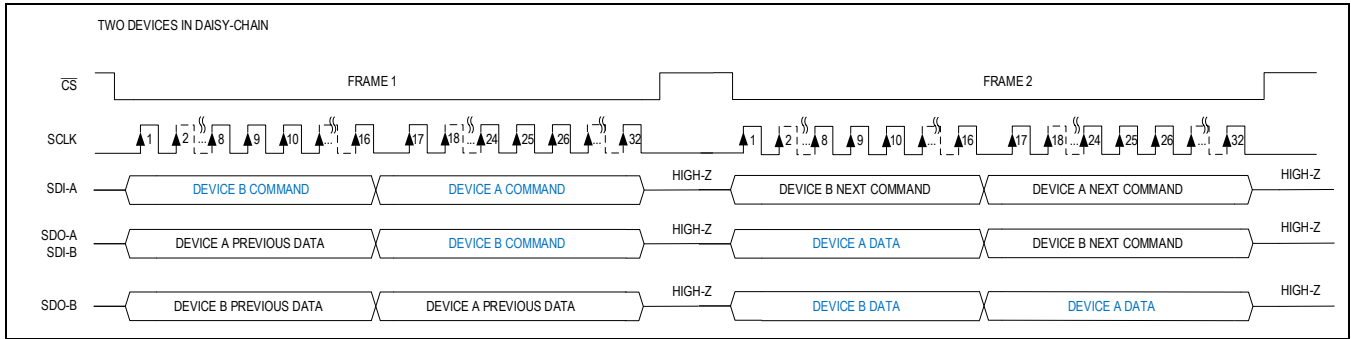 TWO DEVICES IN DAISY-CHAIN
CS FRAME 1 FRAME 2
SCLK 1 2 ... 8 9 10 ... 16 17 18 ... 24 25 26 ... 32 1 2 ... 8 9 10 ... 16 17 18 ... 24 25 26 ... 32
SDI-A DEVICE B COMMAND DEVICE A COMMAND HIGH-Z DEVICE B NEXT COMMAND DEVICE A NEXT COMMAND HIGH-Z
SDO-A
SDI-B DEVICE A PREVIOUS DATA DEVICE B COMMAND HIGH-Z DEVICE A DATA DEVICE B NEXT COMMAND HIGH-Z
SDO-B DEVICE B PREVIOUS DATA DEVICE A PREVIOUS DATA HIGH-Z DEVICE B DATA DEVICE A DATA HIGH-Z